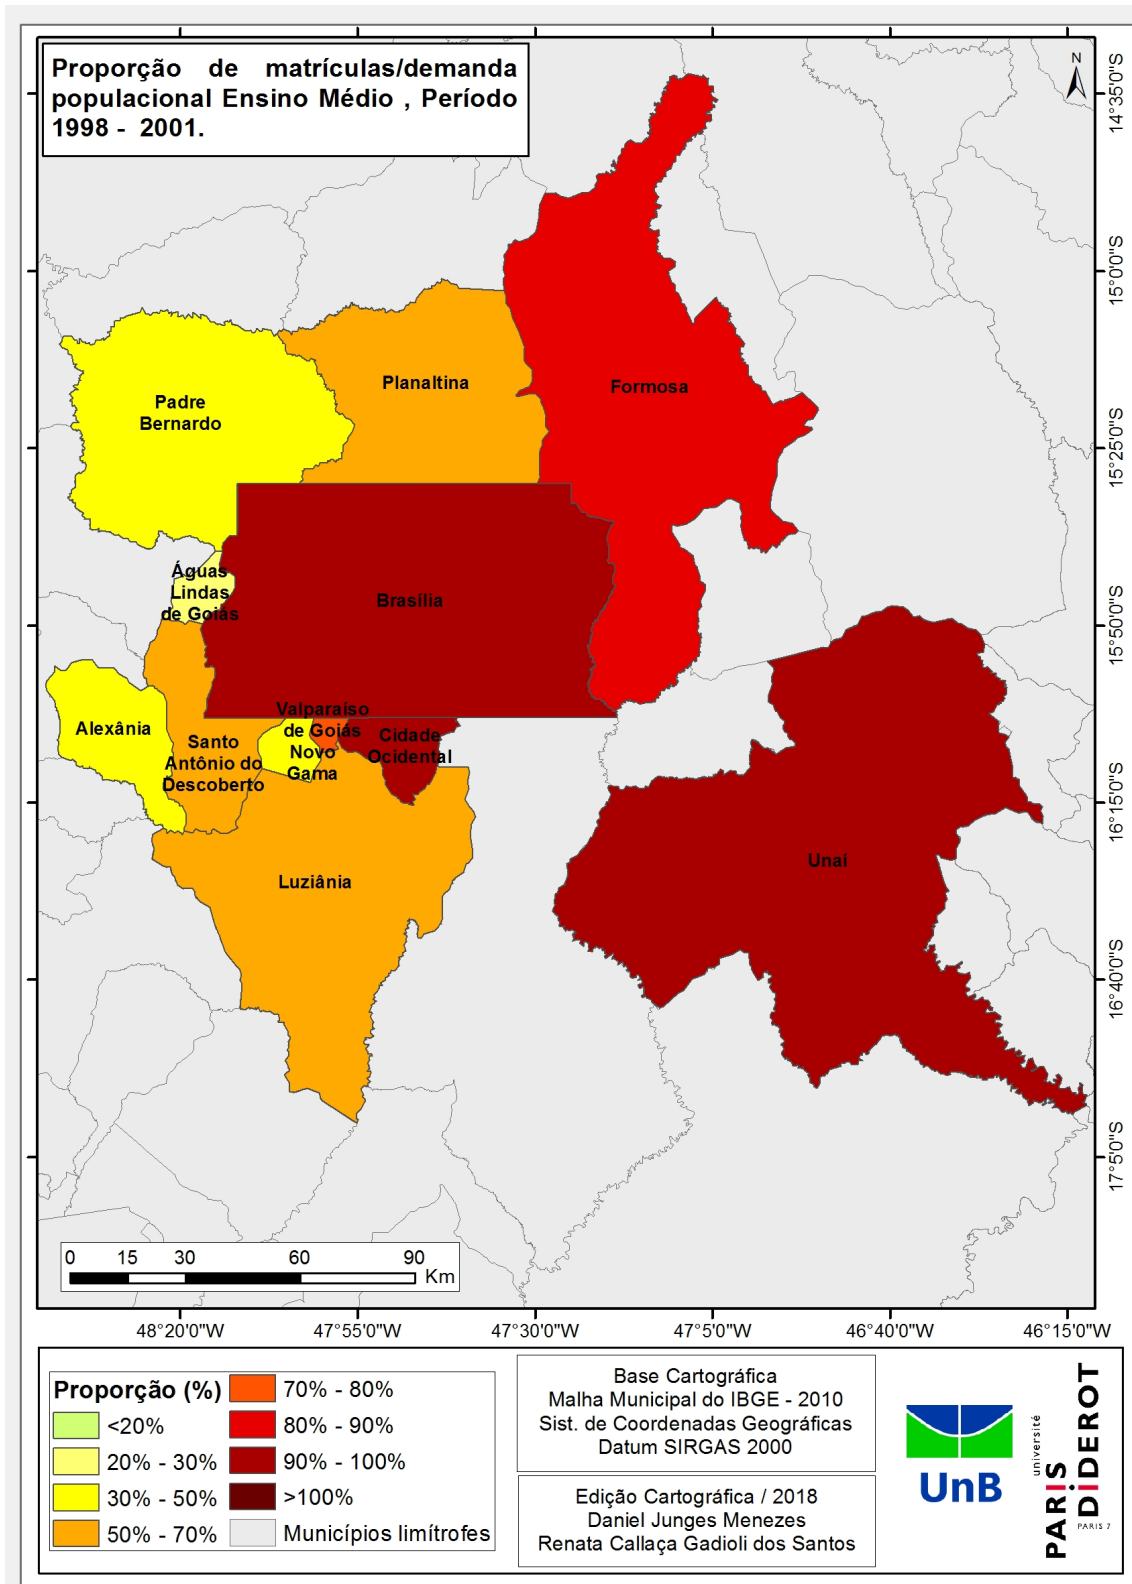 Proporção de matrículas/demanda
populacional Ensino Médio , Período
1998 - 2001.
N
14°35'0"S
15°0'0"S
15°25'0"S
15°50'0"S
16°15'0"S
16°40'0"S
17°5'0"S
Planaltina
Formosa
Padre
Bernardo
Águas
Lindas
de Goiás
Brasília
Alexânia
Santo
Antônio do
Descoberto
Valparaíso
de Goiás
Novo
Gama
Cidade
Ocidental
Unaí
Luziânia
0 15 30 60 90
Km
48°20'0"W 47°55'0"W 47°30'0"W 47°5'0"W 46°40'0"W 46°15'0"W
Proporção (%)
<20%
20% - 30%
30% - 50%
50% - 70%
70% - 80%
80% - 90%
90% - 100%
>100%
Municípios limítrofes
Base Cartográfica
Malha Municipal do IBGE - 2010
Sist. de Coordenadas Geográficas
Datum SIRGAS 2000
Edição Cartográfica / 2018
Daniel Junges Menezes
Renata Callaça Gadioli dos Santos
UnB
université
PARIS
DiDEROT
PARIS 7